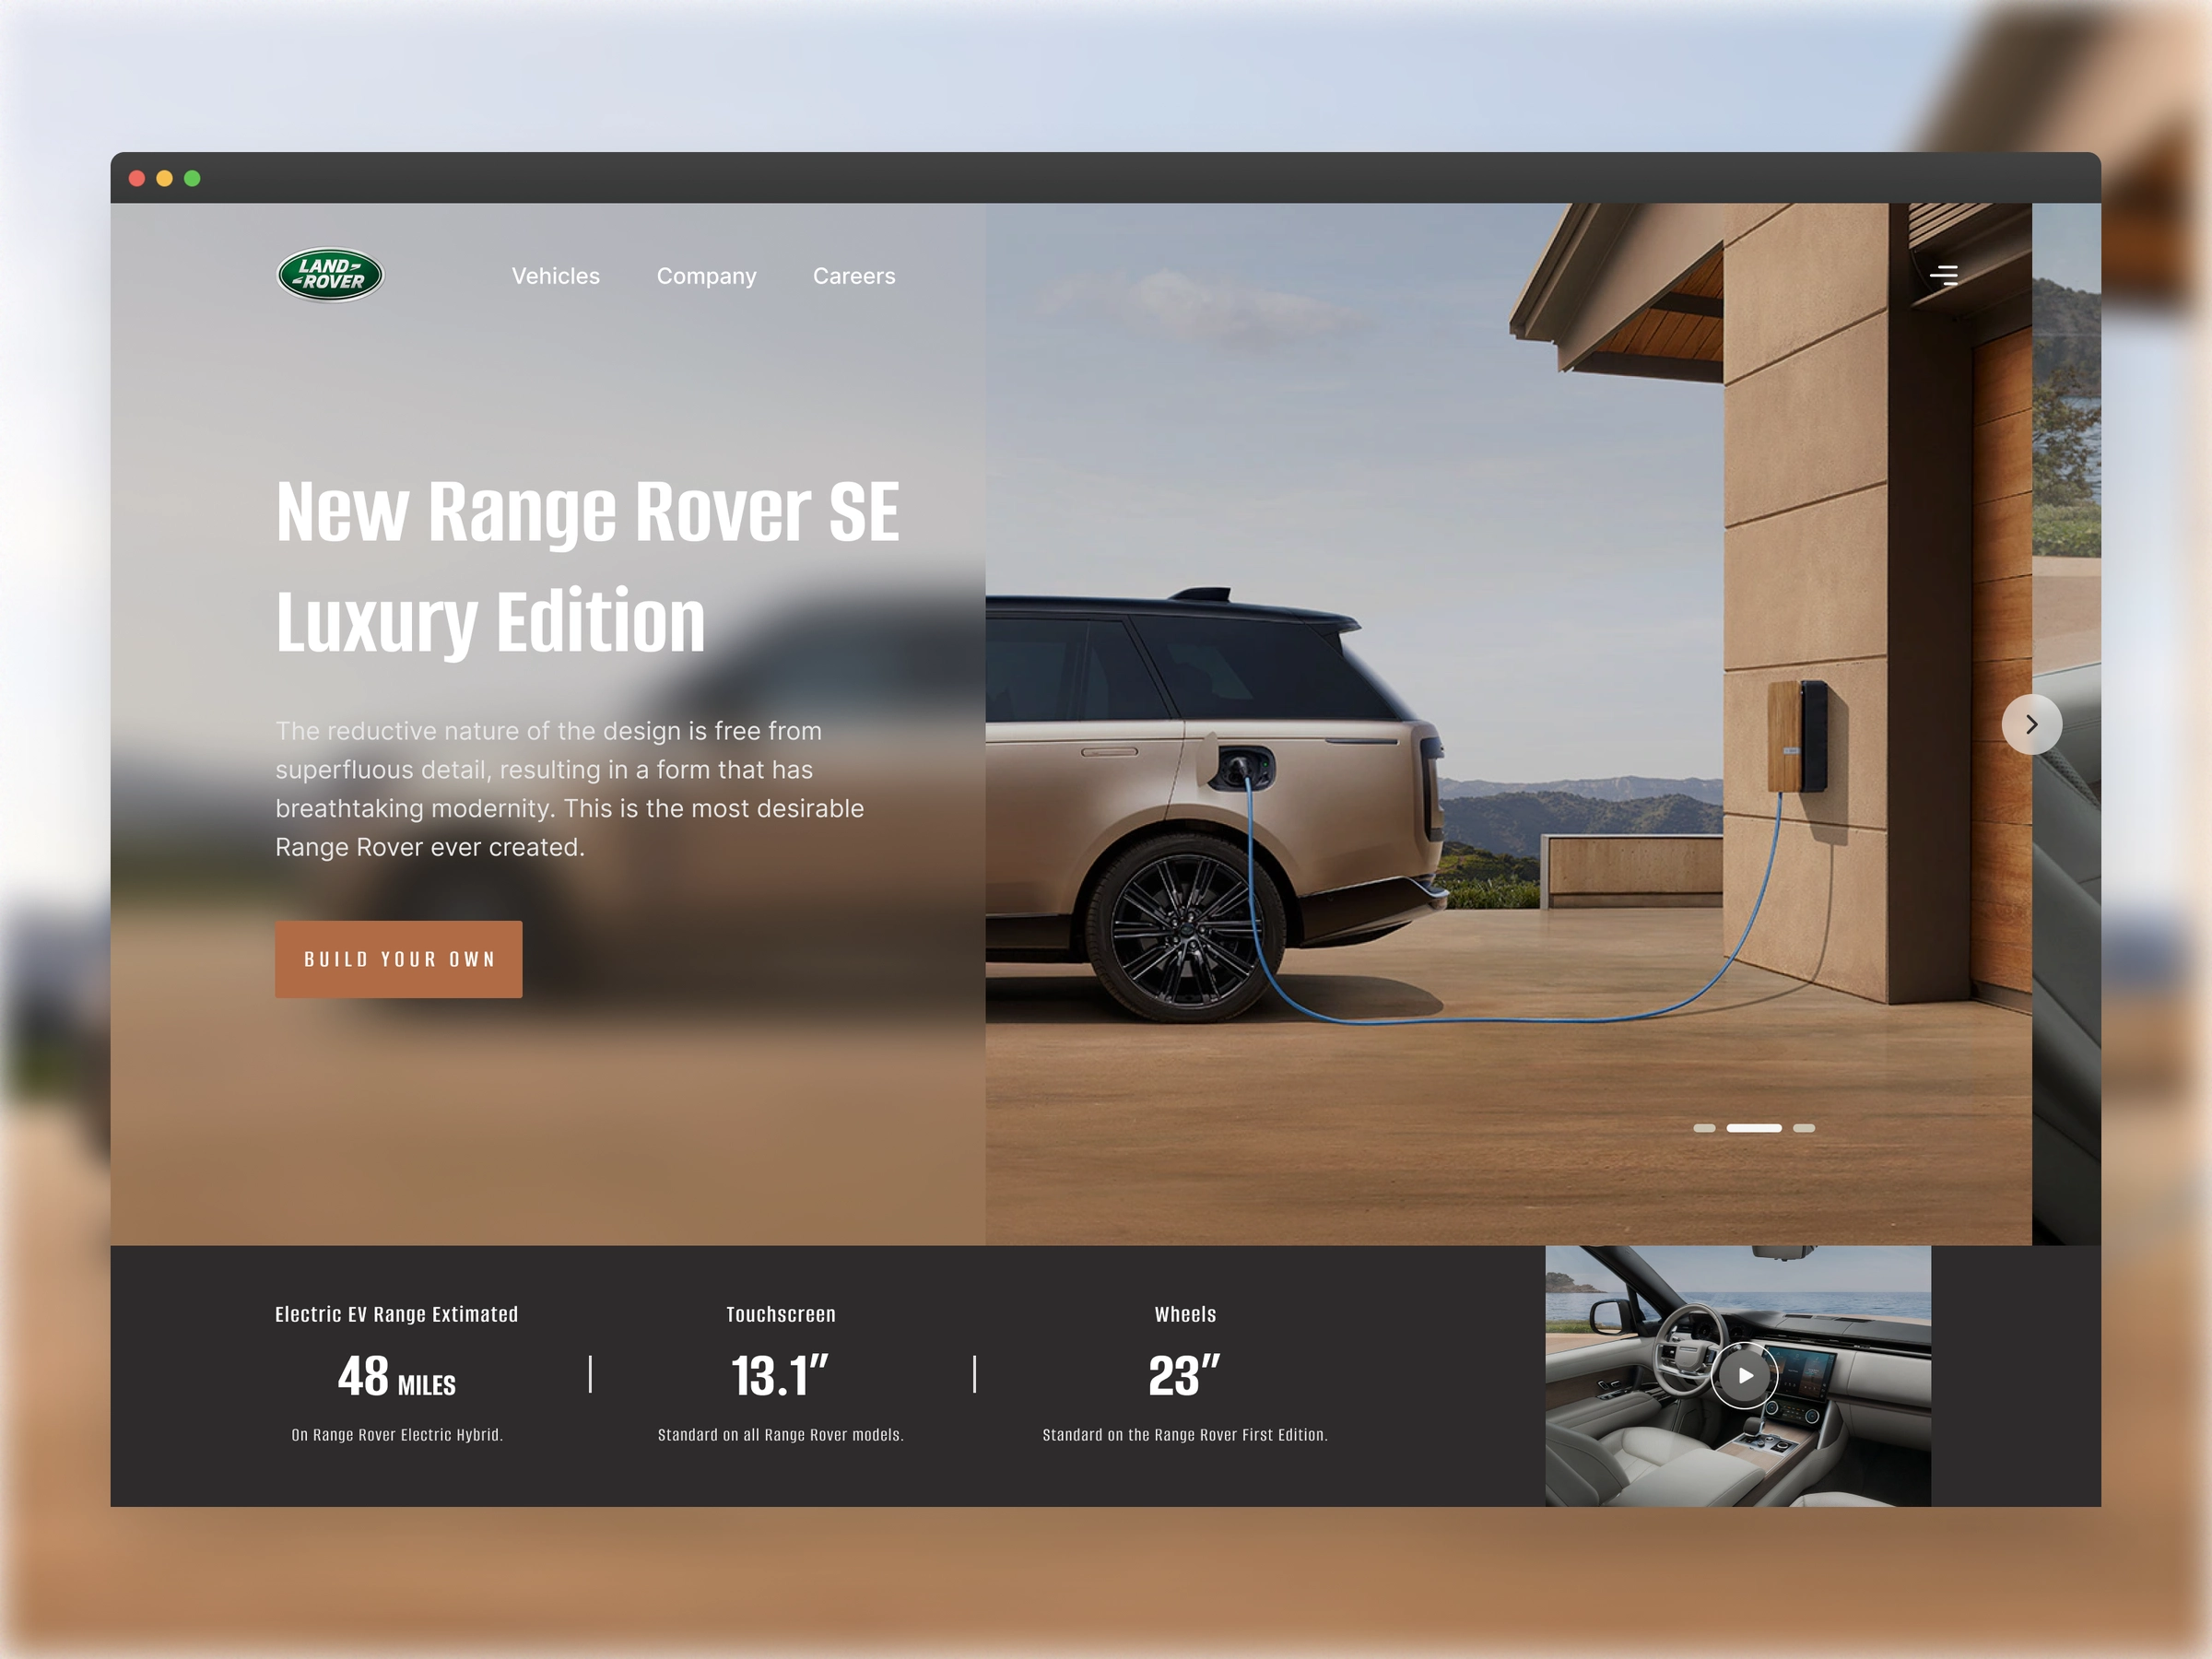 LAND
ROVER
Vehicles
Company
Careers
New Range Rover SE
Luxury Edition
The reductive nature of the design is free from
superfluous detail, resulting in a form that has
breathtaking modernity. This is the most desirable
Range Rover ever created.
BUILD YOUR OWN
Electric EV Range Extimated
48 MILES
On Range Rover Electric Hybrid.
Touchscreen
13.1″
Standard on all Range Rover models.
Wheels
23″
Standard on the Range Rover First Edition.